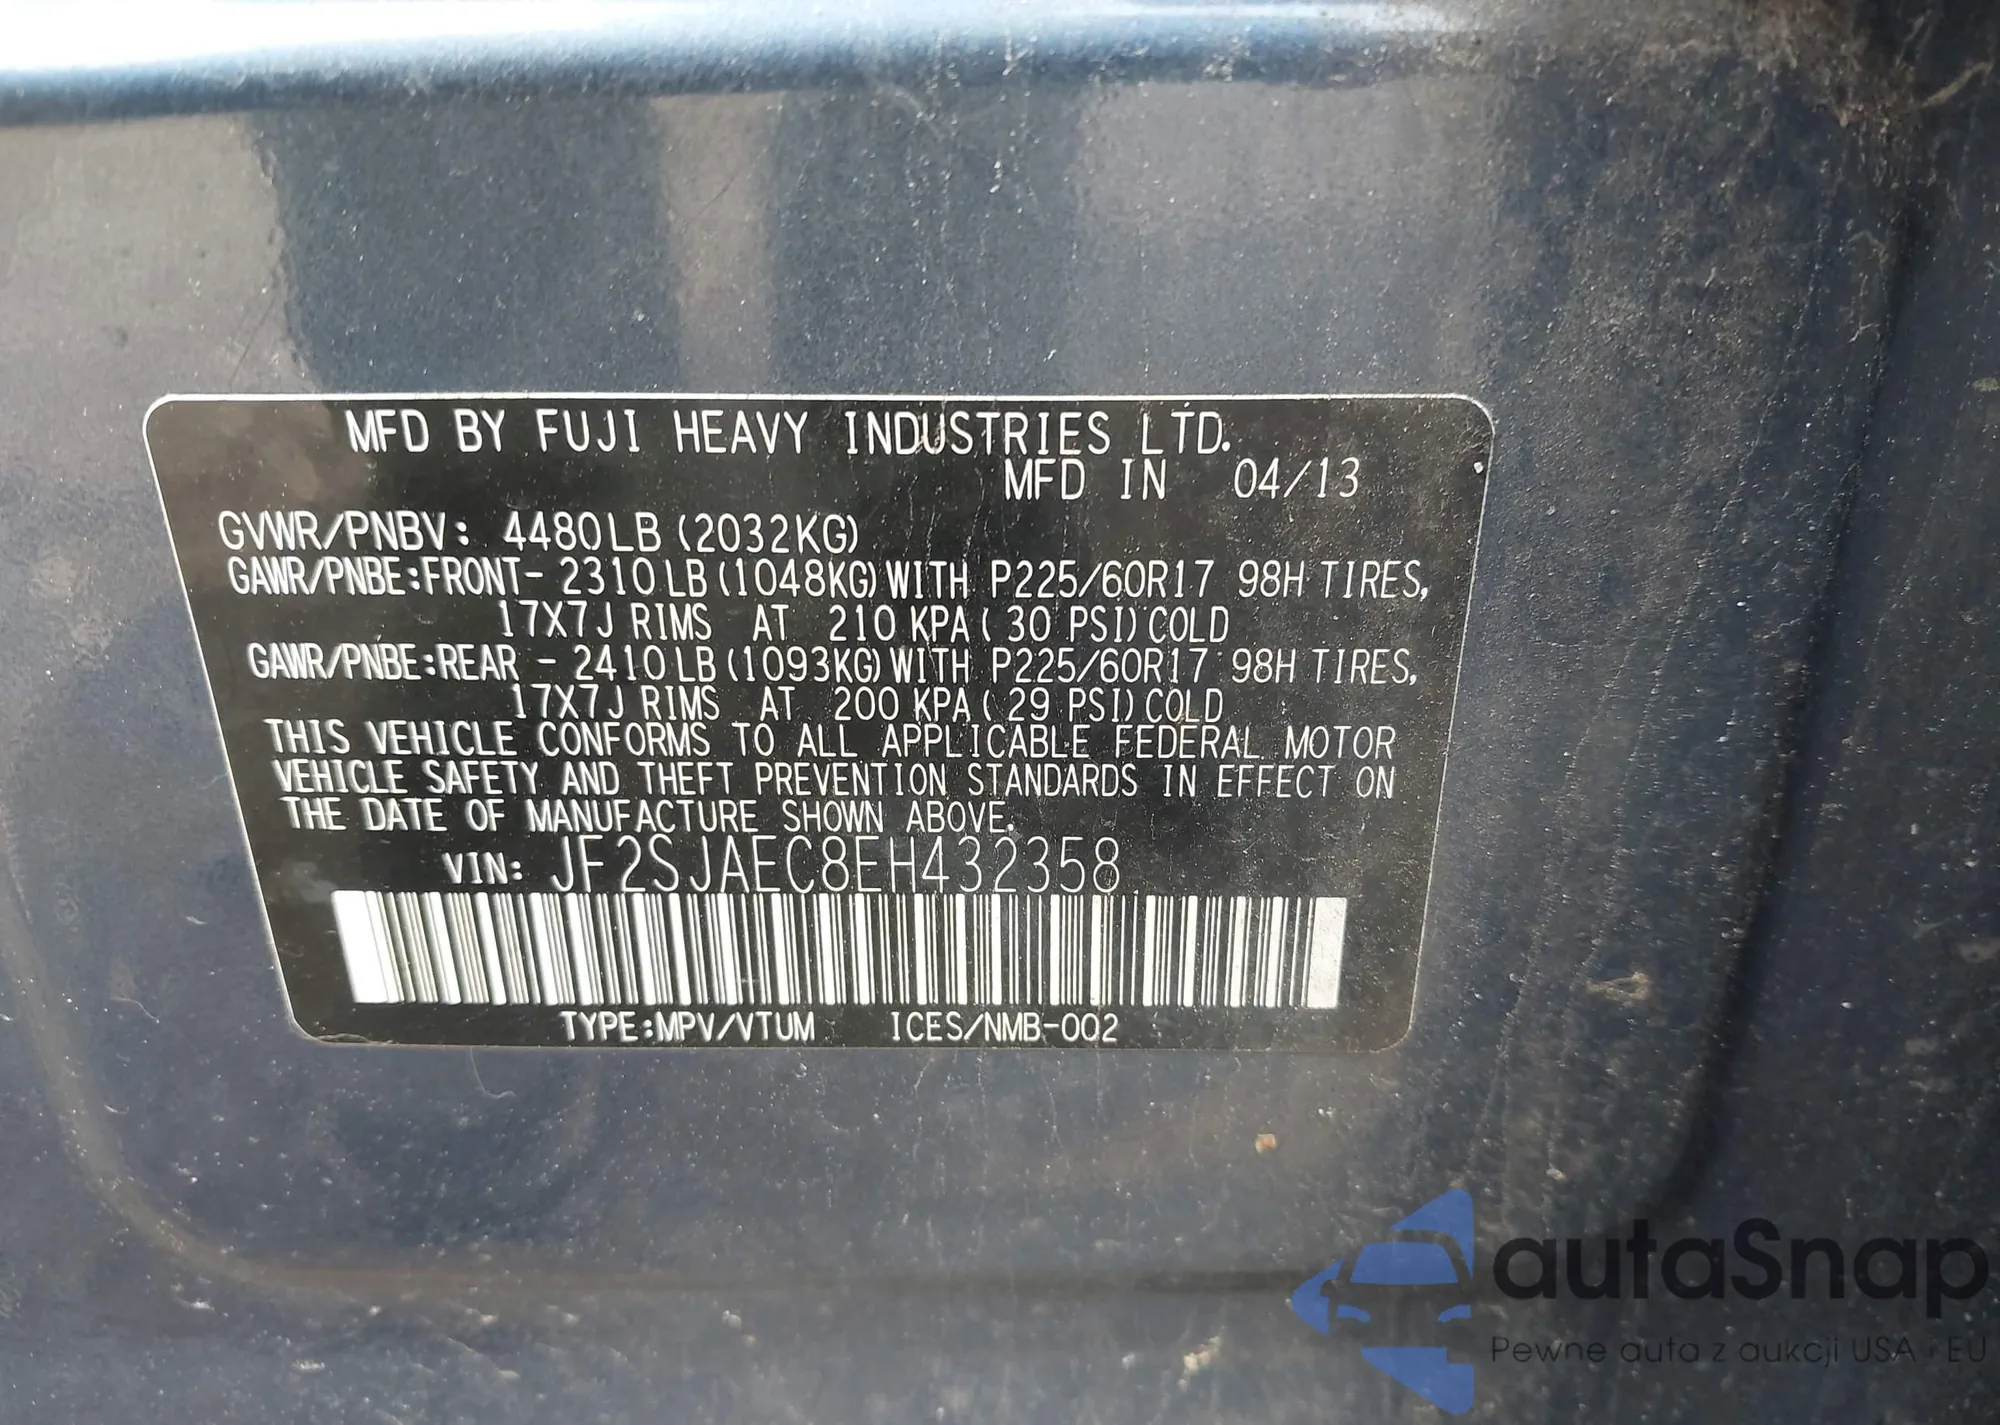 MFD BY FUJI HEAVY INDUSTRIES LTD.
MFD IN 04/13
GVWR/PNBV: 4480LB (2032KG)
GAWR/PNBE:FRONT- 2310LB (1048KG) WITH P225/60R17 98H TIRES,
17X7J RIMS AT 210 KPA ( 30 PSI) COLD
GAWR/PNBE:REAR - 2410LB (1093KG) WITH P225/60R17 98H TIRES,
17X7J RIMS AT 200 KPA ( 29 PSI) COLD
THIS VEHICLE CONFORMS TO ALL APPLICABLE FEDERAL MOTOR
VEHICLE SAFETY AND THEFT PREVENTION STANDARDS IN EFFECT ON
THE DATE OF MANUFACTURE SHOWN ABOVE.
VIN: JF2SJAEC8EH432358
TYPE:MPV/VTUM ICES/NMB-002
autaSnap
Pewne auta z aukcji USA i EU